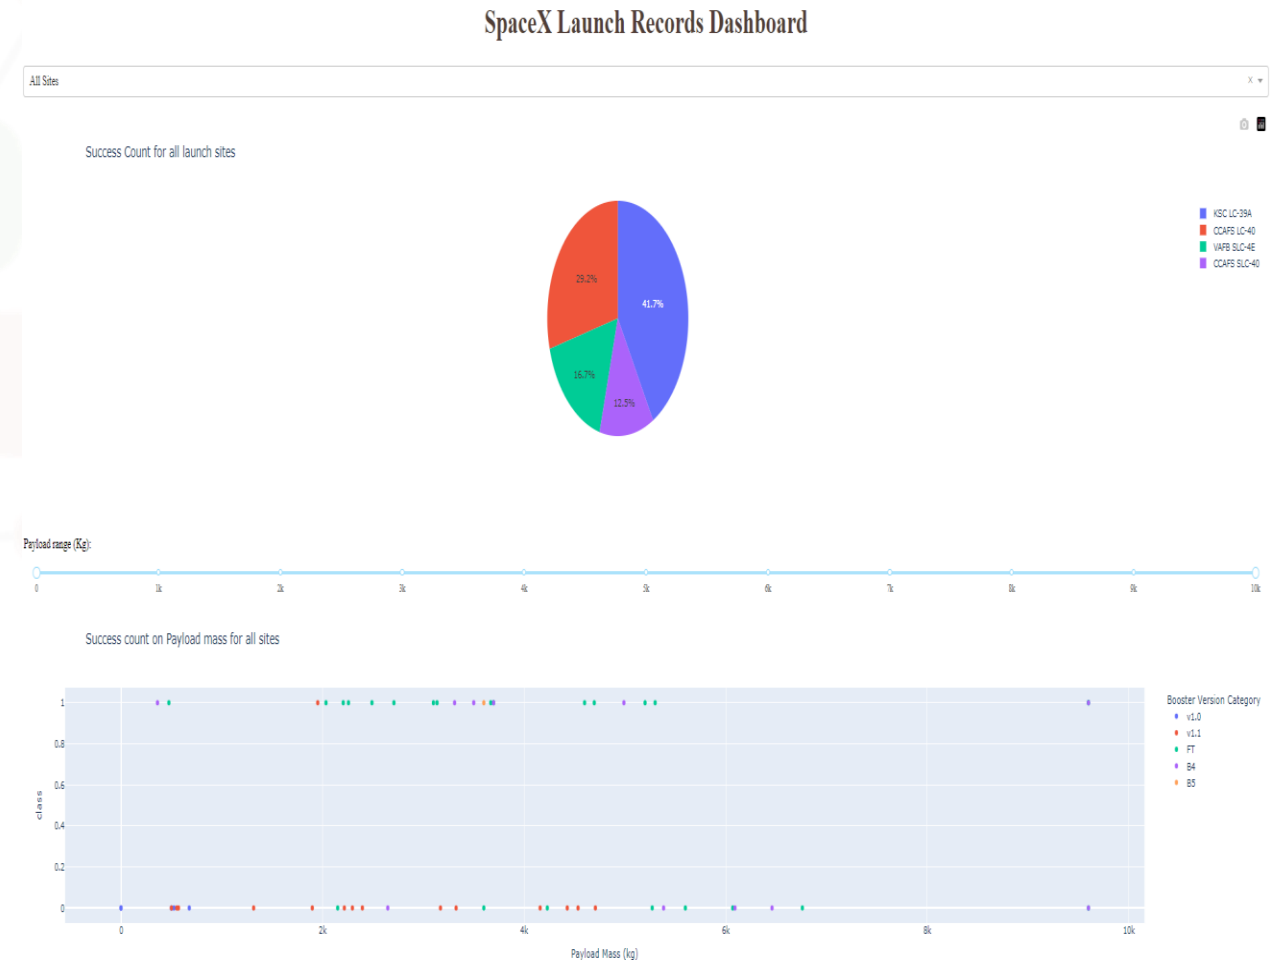 SpaceX Launch Records Dashboard
All Sites
x
Success Count for all launch sites
KSC LC-39A
CCAFS LC-40
VAFB SLC-4E
CCAFS SLC-40
29.2%
41.7%
16.7%
12.5%
Payload range (Kg):
0 1k 2k 3k 4k 5k 6k 7k 8k 9k 10k
Success count on Payload mass for all sites
Booster Version Category
v1.0
v1.1
FT
B4
B5
class
1
0.8
0.6
0.4
0.2
0
0 2k 4k 6k 8k 10k
Payload Mass (kg)